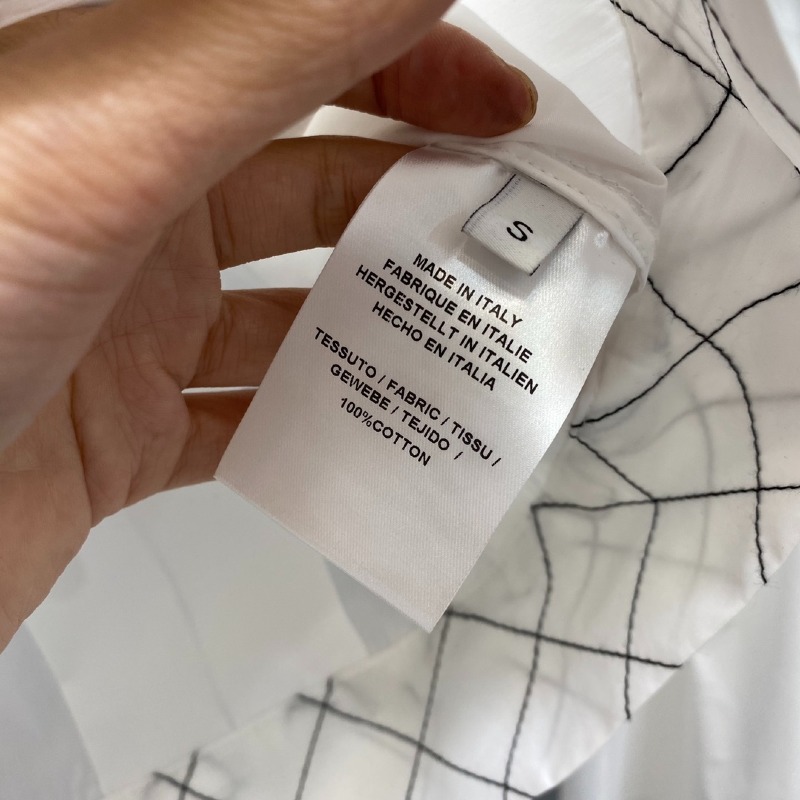 S
MADE IN ITALY
FABRIQUE EN ITALIE
HERGESTELLT IN ITALIEN
HECHO EN ITALIA
TESSUTO / FABRIC / TISSU /
GEWEBE / TEJIDO /
100%COTTON